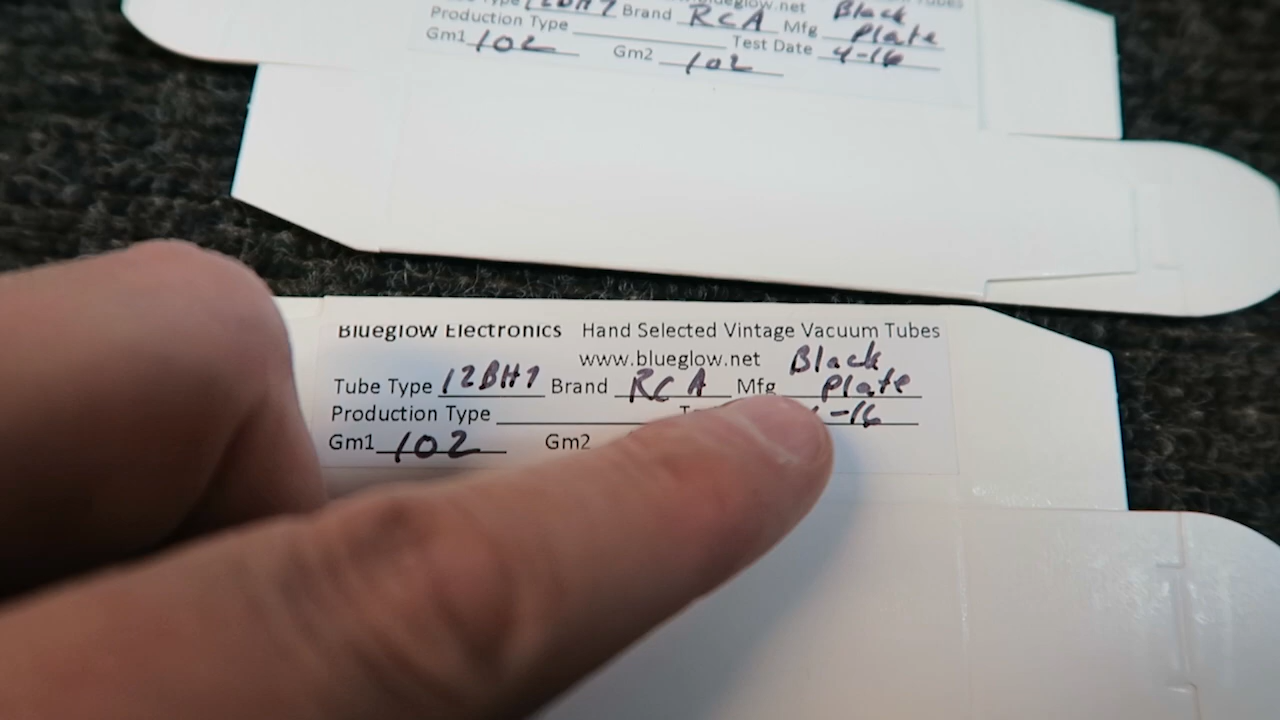 12BH7 Brand RCA Mfg Black Plate
Production Type Test Date 4-16
Gm1 102 Gm2 102
Blueglow Electronics Hand Selected Vintage Vacuum Tubes
www.blueglow.net
Tube Type 12BH7 Brand RCA Mfg Black Plate
Production Type -16
Gm1 102 Gm2